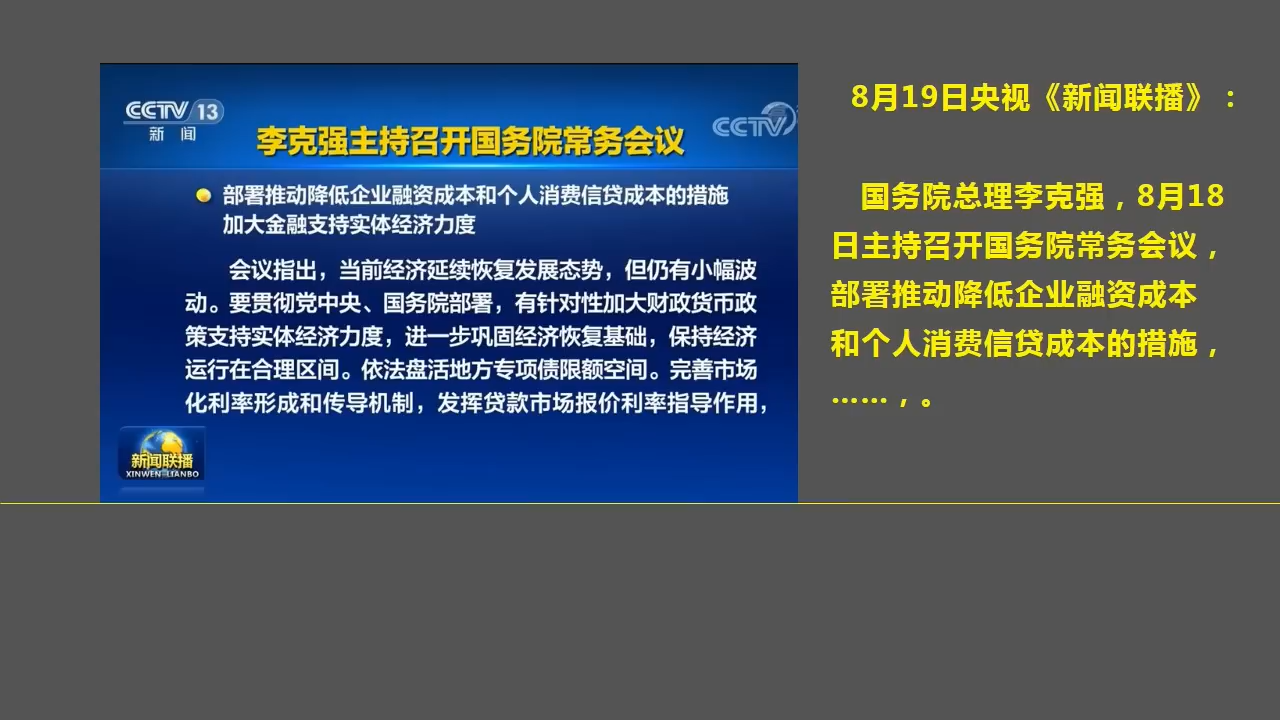 CCTV 13
新闻
CCTV
李克强主持召开国务院常务会议
部署推动降低企业融资成本和个人消费信贷成本的措施
加大金融支持实体经济力度
会议指出，当前经济延续恢复发展态势，但仍有小幅波
动。要贯彻党中央、国务院部署，有针对性加大财政货币政
策支持实体经济力度，进一步巩固经济恢复基础，保持经济
运行在合理区间。依法盘活地方专项债限额空间。完善市场
化利率形成和传导机制，发挥贷款市场报价利率指导作用，
新闻联播
XINWEN LIANBO
8月19日央视《新闻联播》：
国务院总理李克强，8月18
日主持召开国务院常务会议，
部署推动降低企业融资成本
和个人消费信贷成本的措施，
……，。